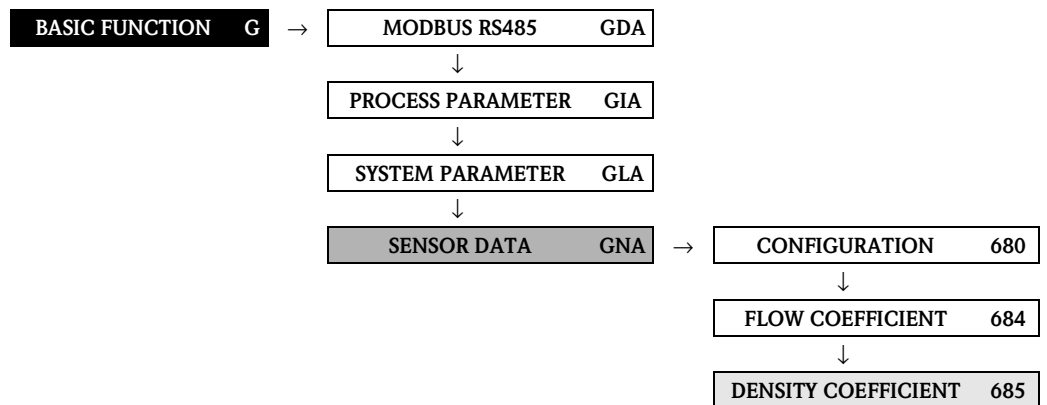 BASIC FUNCTION G → MODBUS RS485 GDA
↓
PROCESS PARAMETER GIA
↓
SYSTEM PARAMETER GLA
↓
SENSOR DATA GNA → CONFIGURATION 680
↓
FLOW COEFFICIENT 684
↓
DENSITY COEFFICIENT 685